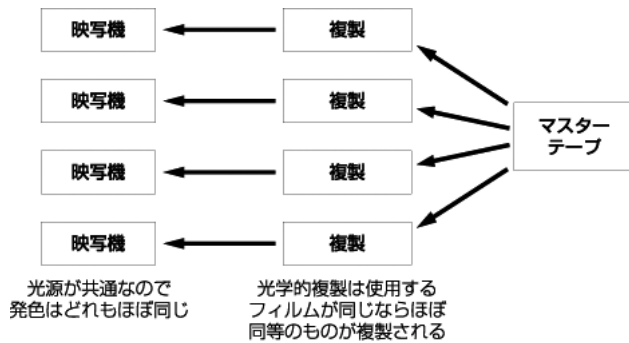 映写機
複製
映写機
複製
マスター
テープ
映写機
複製
映写機
複製
光源が共通なので
発色はどれもほぼ同じ
光学的複製は使用する
フィルムが同じならほぼ
同等のものが複製される